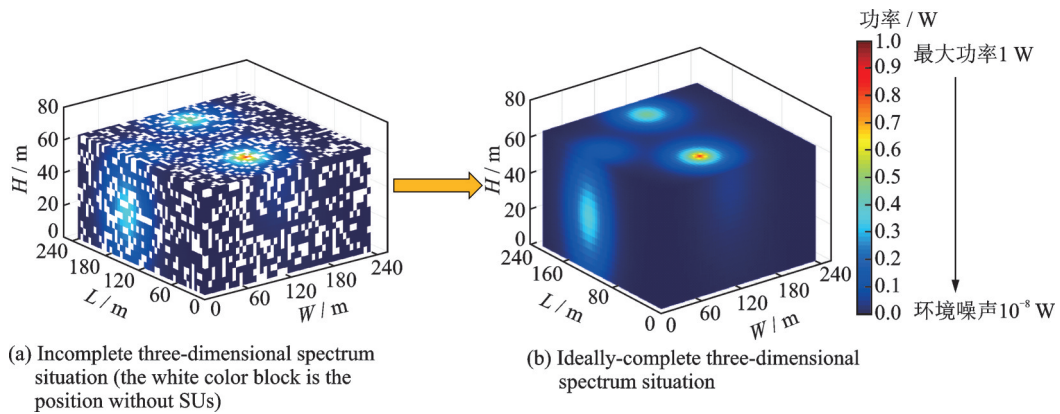 80
60
40
20
0
H / m
240
180
120
60
0
L / m
0
60
120
180
240
W / m
(a) Incomplete three-dimensional spectrum
situation (the white color block is the
position without SUs)
80
60
40
20
0
H / m
240
160
80
0
L / m
0
60
120
180
240
W / m
(b) Ideally-complete three-dimensional
spectrum situation
功率 / W
1.0
0.9
0.8
0.7
0.6
0.5
0.4
0.3
0.2
0.1
0.0
最大功率1 W
环境噪声10⁻⁸ W